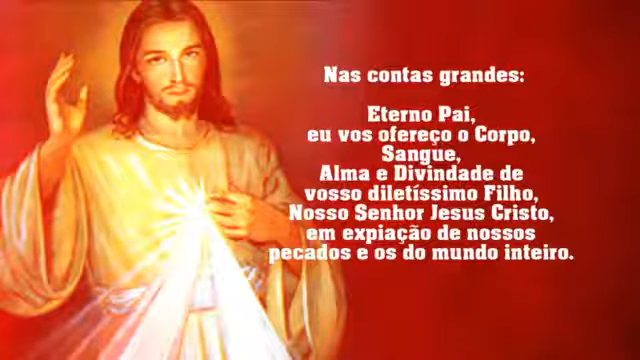 Nas contas grandes:
Eterno Pai,
eu vos ofereço o Corpo,
Sangue,
Alma e Divindade de
vosso diletíssimo Filho,
Nosso Senhor Jesus Cristo,
em expiação de nossos
pecados e os do mundo inteiro.